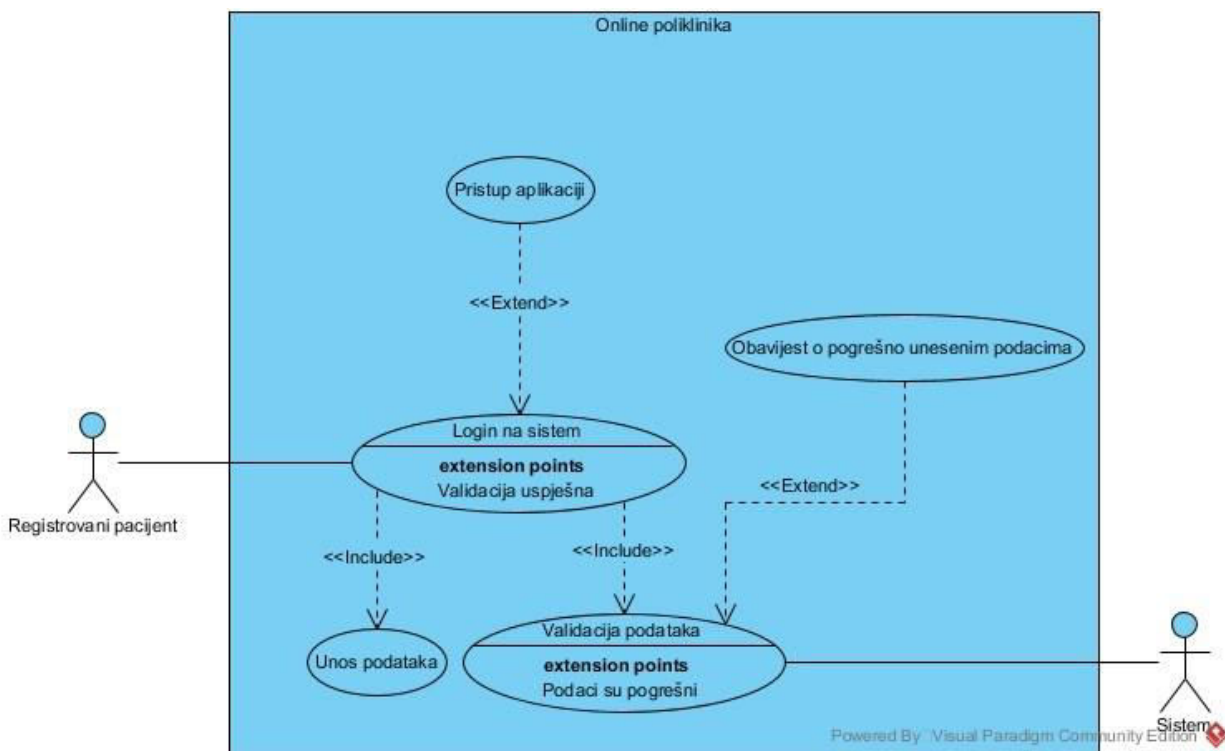 Online poliklinika
Pristup aplikaciji
<<Extend>>
Obavijest o pogrešno unesenim podacima
Login na sistem
extension points
Validacija uspješna
<<Extend>>
Registrovani pacijent
<<Include>>
<<Include>>
Validacija podataka
Unos podataka
extension points
Podaci su pogrešni
Sistem
Powered By Visual Paradigm Community Edition